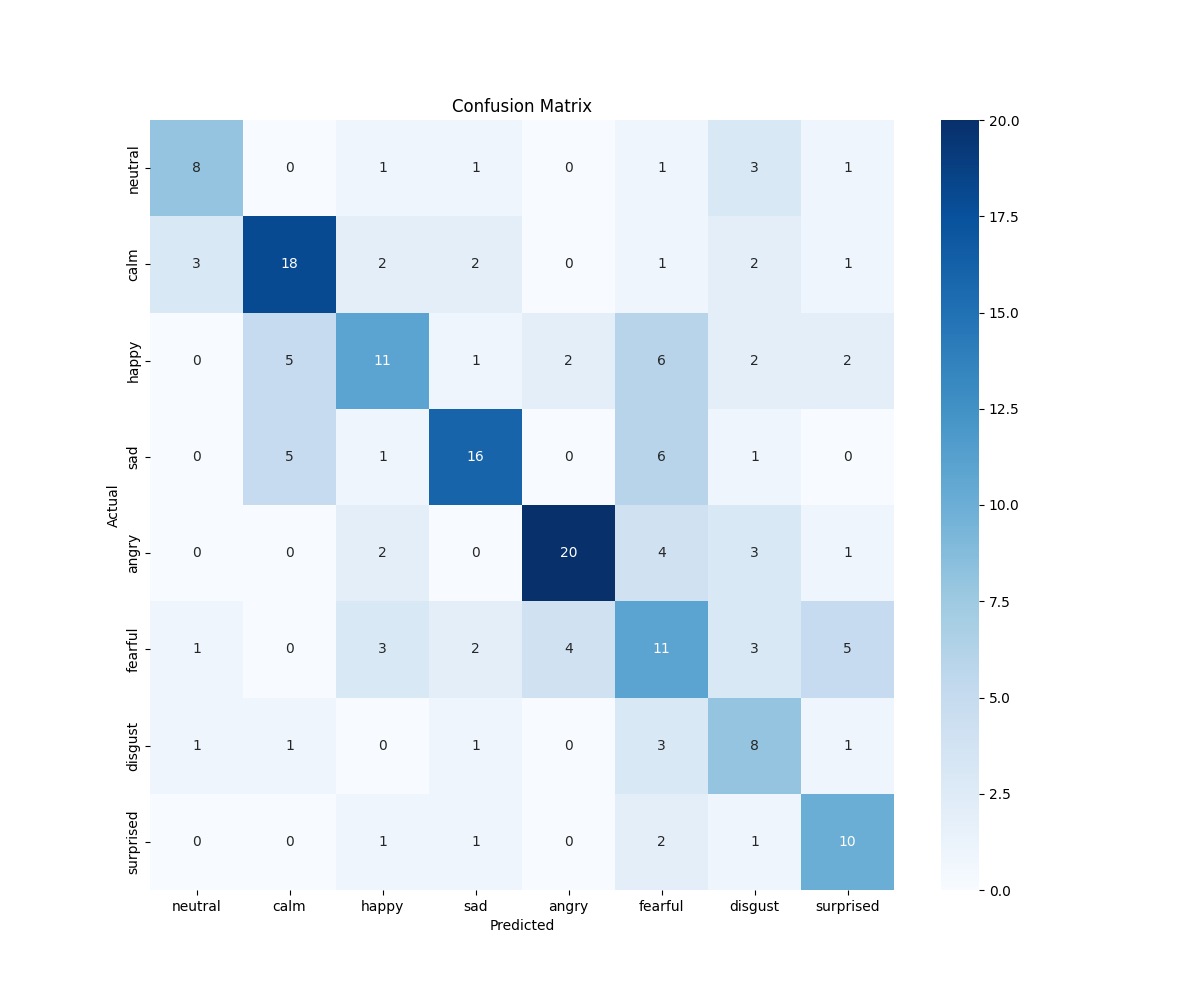 Confusion Matrix
neutral 8 0 1 1 0 1 3 1
calm 3 18 2 2 0 1 2 1
happy 0 5 11 1 2 6 2 2
sad 0 5 1 16 0 6 1 0
angry 0 0 2 0 20 4 3 1
fearful 1 0 3 2 4 11 3 5
disgust 1 1 0 1 0 3 8 1
surprised 0 0 1 1 0 2 1 10
Actual
neutral calm happy sad angry fearful disgust surprised
Predicted
20.0
17.5
15.0
12.5
10.0
7.5
5.0
2.5
0.0